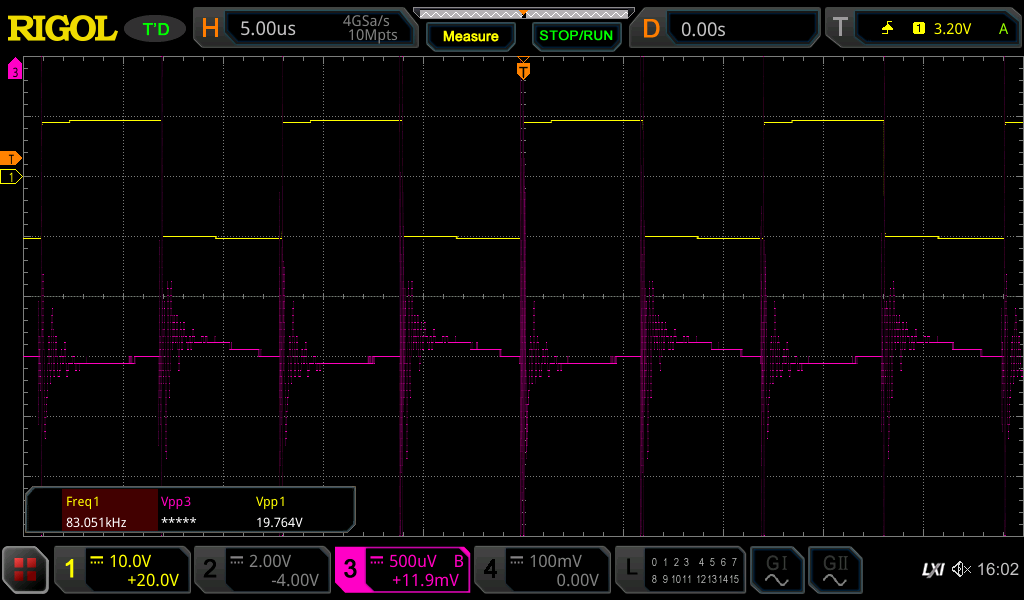 RIGOL T'D H 5.00us 4GSa/s 10Mpts Measure STOP/RUN D 0.00s T 1 3.20V A
3
T
T
1
Freq1 Vpp3 Vpp1
83.051kHz ***** 19.764V
1 10.0V +20.0V 2 2.00V -4.00V 3 500uV B +11.9mV 4 100mV 0.00V L 0 1 2 3 4 5 6 7 8 9 10 11 12 13 14 15 GI GII LXI 16:02